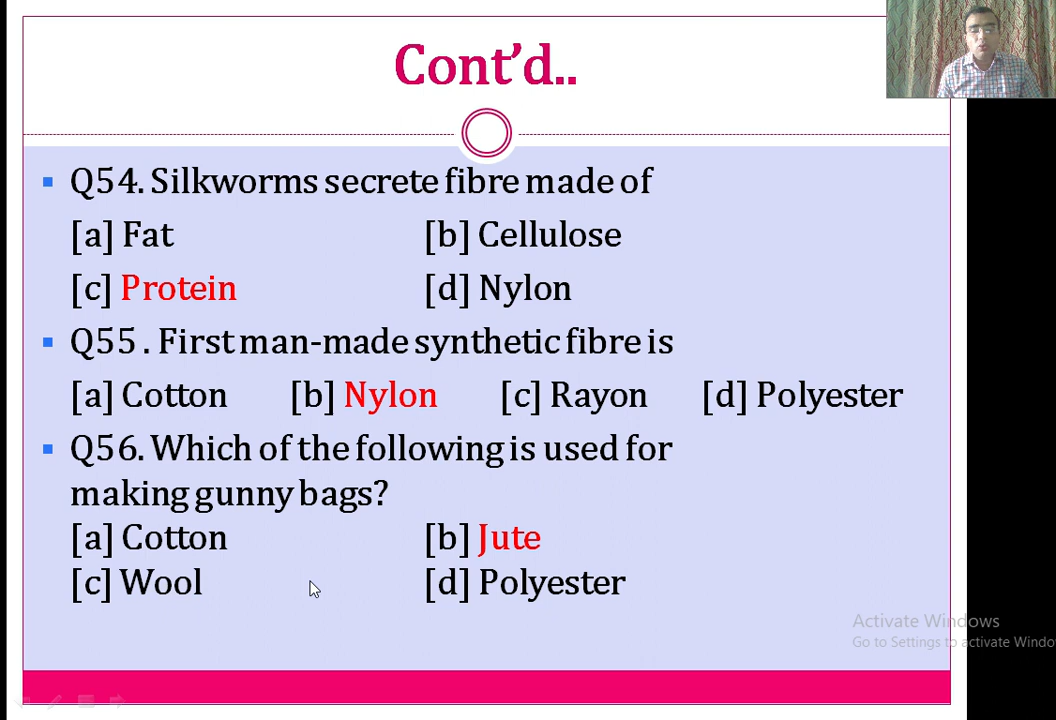 Cont’d..
Q54. Silkworms secrete fibre made of
[a] Fat [b] Cellulose
[c] Protein [d] Nylon
Q55 . First man-made synthetic fibre is
[a] Cotton [b] Nylon [c] Rayon [d] Polyester
Q56. Which of the following is used for
making gunny bags?
[a] Cotton [b] Jute
[c] Wool [d] Polyester
Activate Windows
Go to Settings to activate Windo